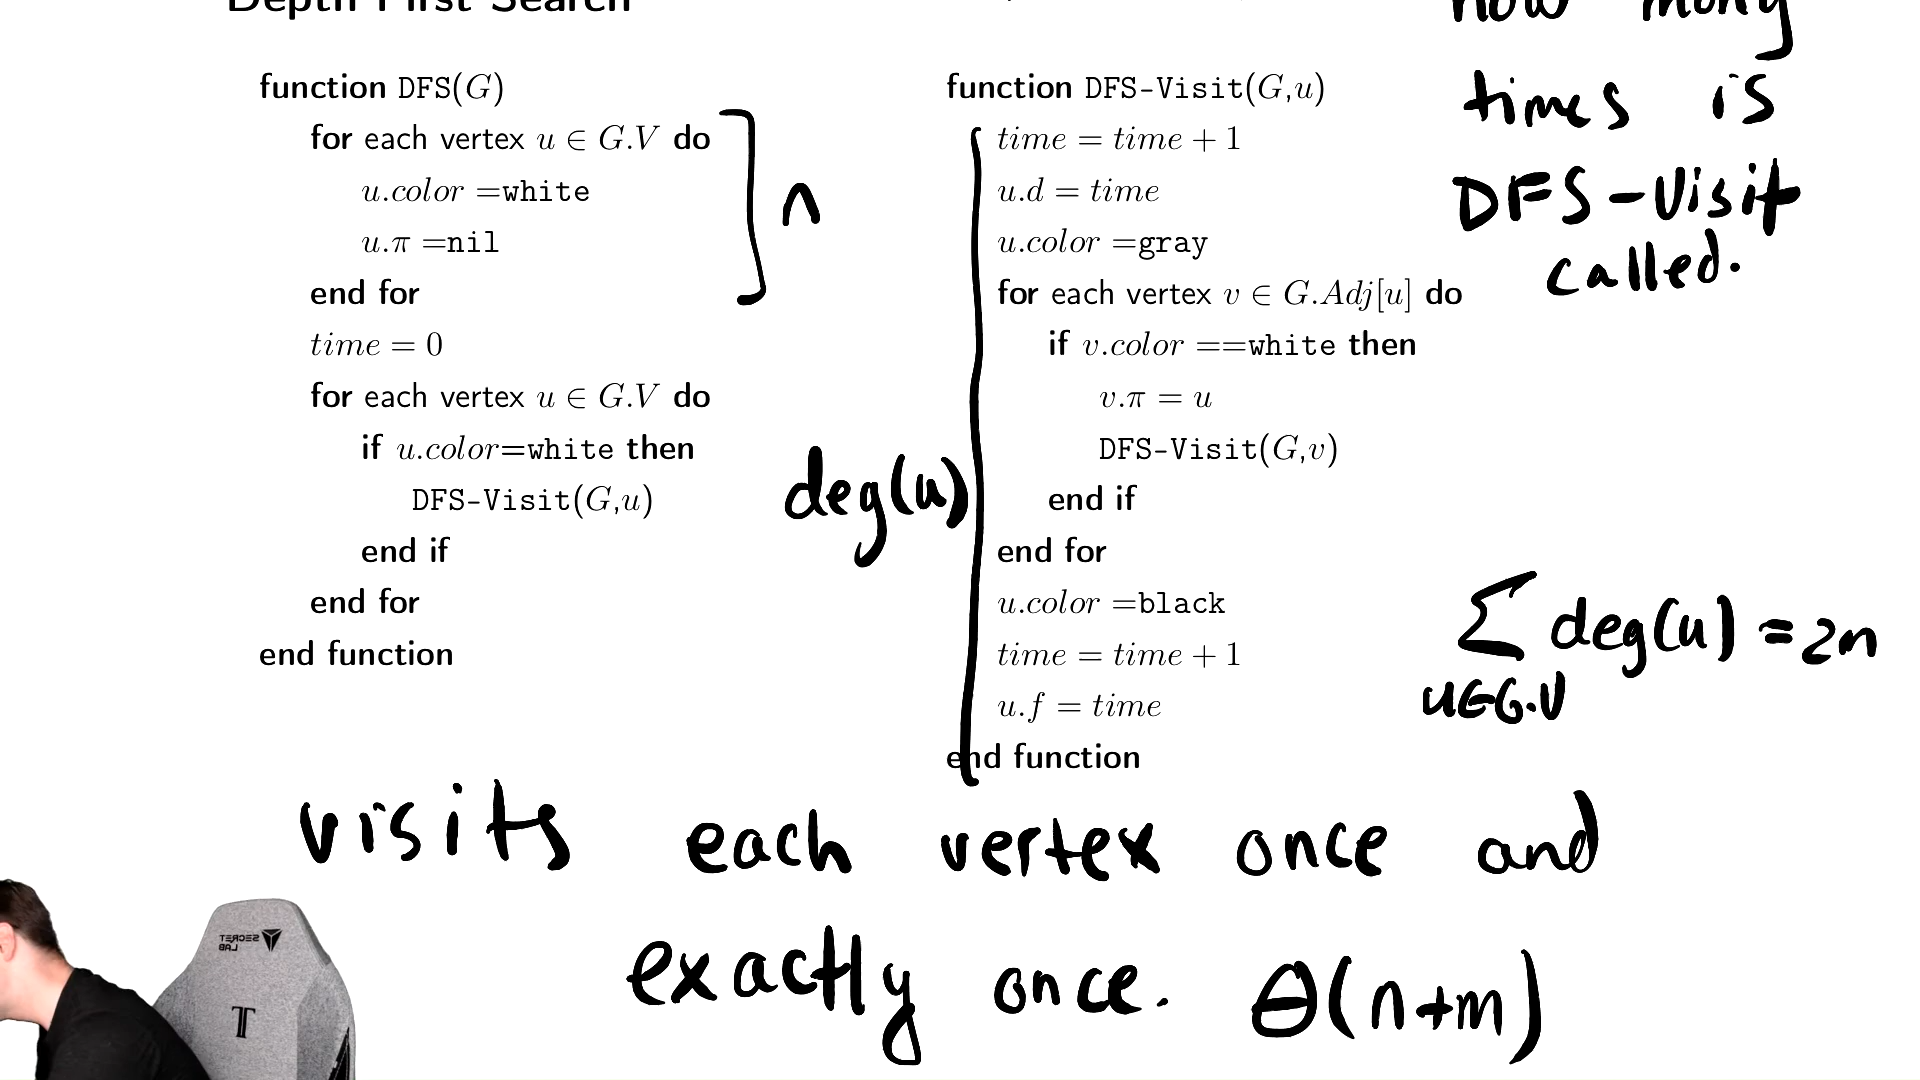 Depth First Search
function DFS(G)
for each vertex u ∈ G.V do
u.color =white
u.π =nil
end for
time = 0
for each vertex u ∈ G.V do
if u.color=white then
DFS-Visit(G,u)
end if
end for
end function
n
deg(u)
function DFS-Visit(G,u)
time = time + 1
u.d = time
u.color =gray
for each vertex v ∈ G.Adj[u] do
if v.color ==white then
v.π = u
DFS-Visit(G,v)
end if
end for
u.color =black
time = time + 1
u.f = time
end function
how many
times is
DFS-Visit
called.
∑ deg(u) = 2m
u∈G.V
visits each vertex once and
exactly once. Θ(n+m)
SECRET
LAB
T